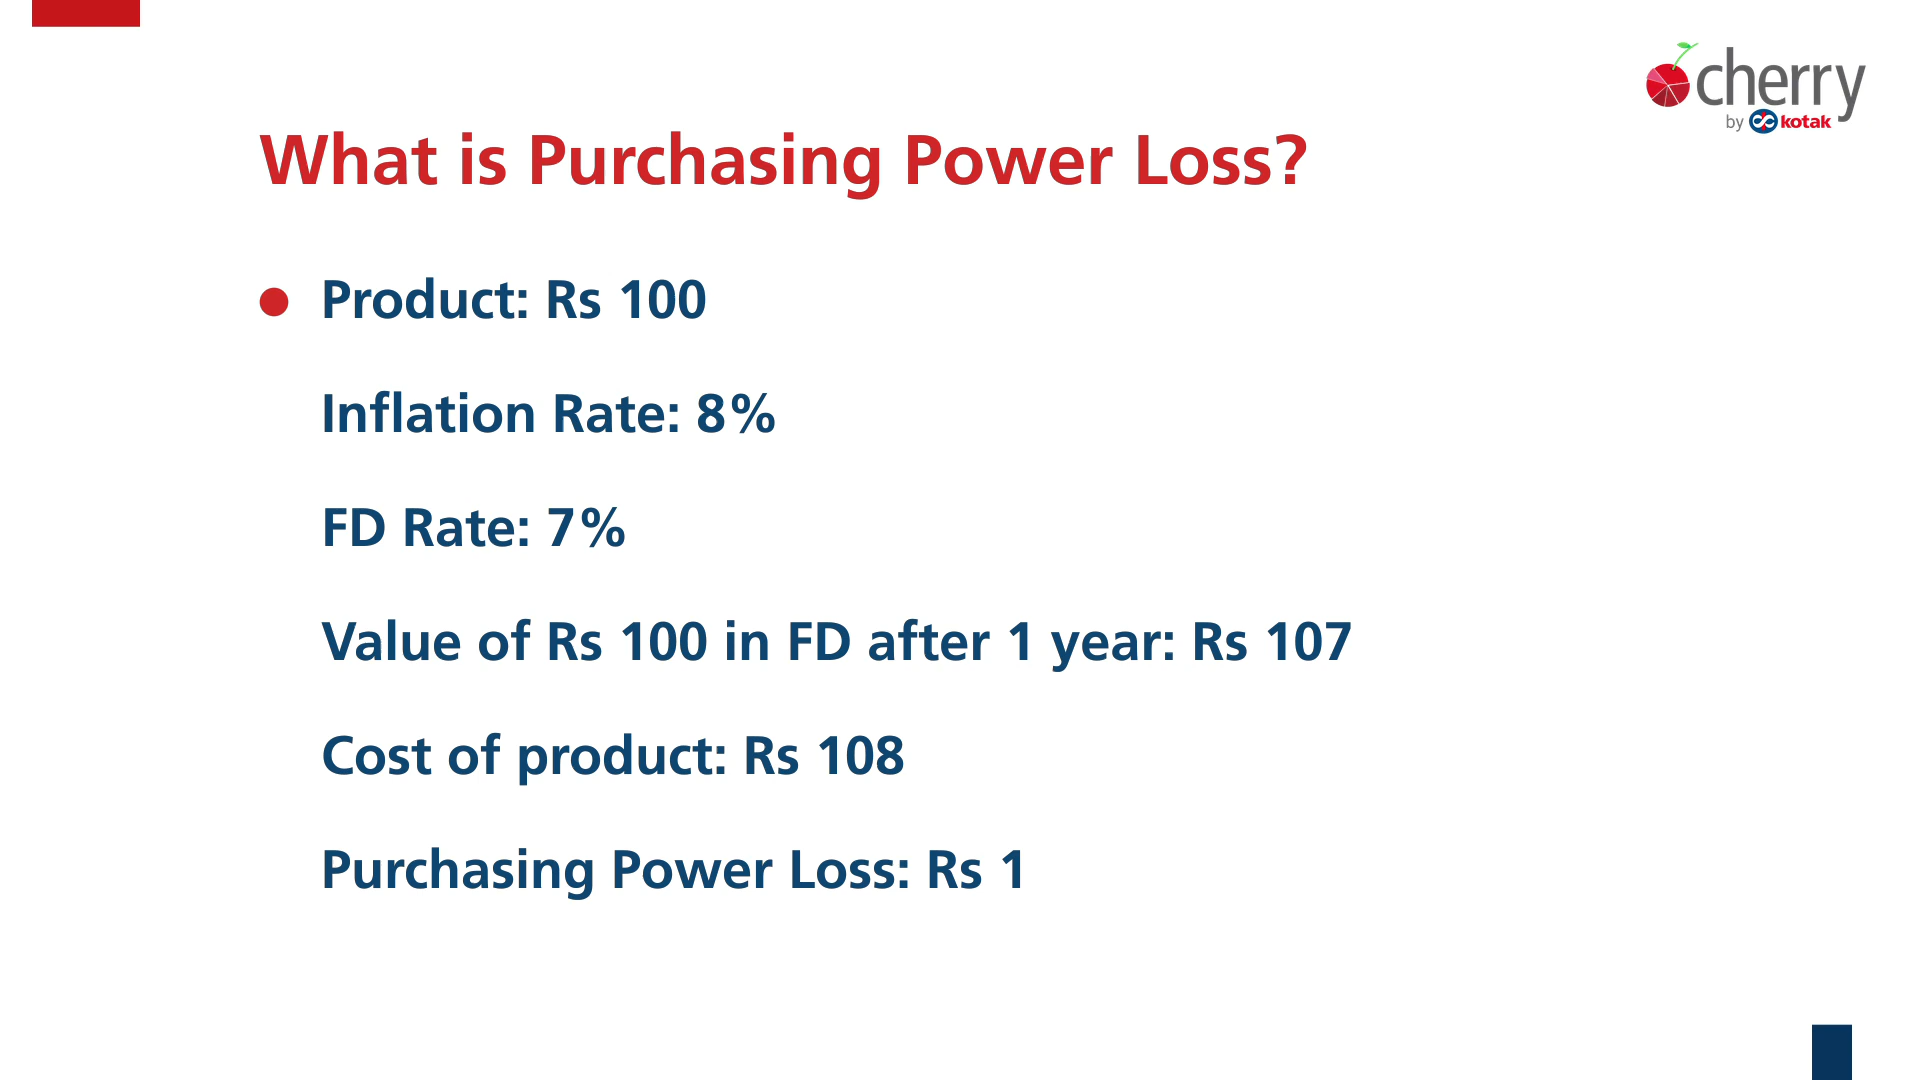 cherry
by kotak
What is Purchasing Power Loss?
Product: Rs 100
Inflation Rate: 8%
FD Rate: 7%
Value of Rs 100 in FD after 1 year: Rs 107
Cost of product: Rs 108
Purchasing Power Loss: Rs 1